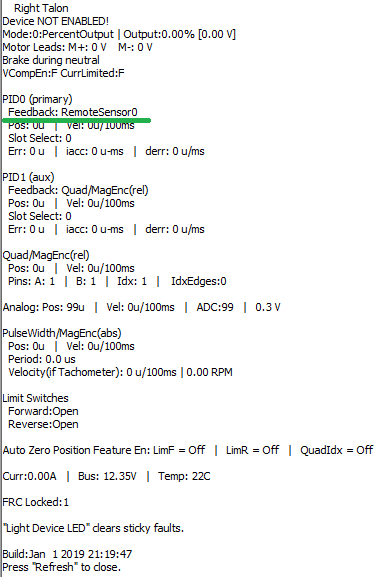 Right Talon
Device NOT ENABLED!
Mode:0:PercentOutput | Output:0.00% [0.00 V]
Motor Leads: M+: 0 V   M-: 0 V
Brake during neutral
VCompEn:F CurrLimited:F
PID0 (primary)
Feedback: RemoteSensor0
Pos: 0u | Vel: 0u/100ms
Slot Select: 0
Err: 0 u | iacc: 0 u-ms | derr: 0 u/ms
PID1 (aux)
Feedback: Quad/MagEnc(rel)
Pos: 0u | Vel: 0u/100ms
Slot Select: 0
Err: 0 u | iacc: 0 u-ms | derr: 0 u/ms
Quad/MagEnc(rel)
Pos: 0u | Vel: 0u/100ms
Pins: A: 1 | B: 1 | Idx: 1 | IdxEdges:0
Analog: Pos: 99u | Vel: 0u/100ms | ADC:99 | 0.3 V
PulseWidth/MagEnc(abs)
Pos: 0u | Vel: 0u/100ms
Period: 0.0 us
Velocity(if Tachometer): 0 u/100ms | 0.00 RPM
Limit Switches
Forward:Open
Reverse:Open
Auto Zero Position Feature En: LimF = Off | LimR = Off | QuadIdx = Off
Curr:0.00A | Bus: 12.35V | Temp: 22C
FRC Locked:1
"Light Device LED" clears sticky faults.
Build:Jan  1 2019 21:19:47
Press "Refresh" to close.